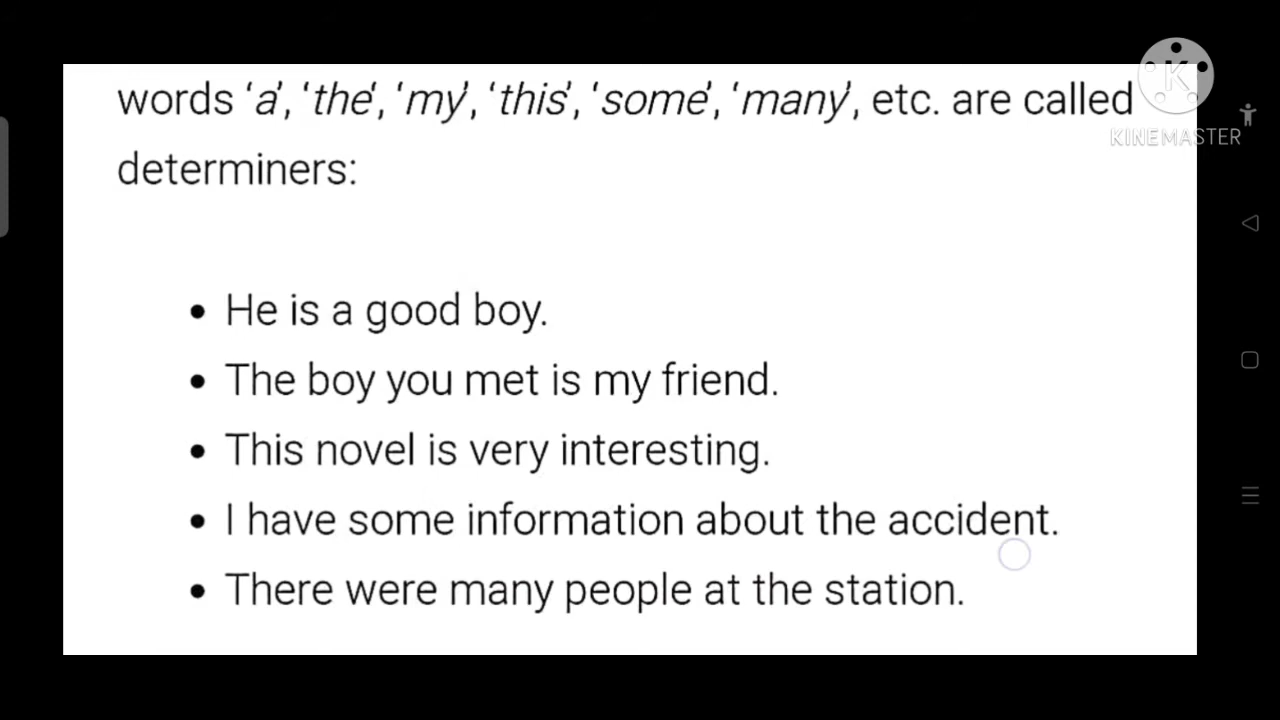 words ‘a’, ‘the’, ‘my’, ‘this’, ‘some’, ‘many’, etc. are called
determiners:
• He is a good boy.
• The boy you met is my friend.
• This novel is very interesting.
• I have some information about the accident.
• There were many people at the station.
K
KINEMASTER